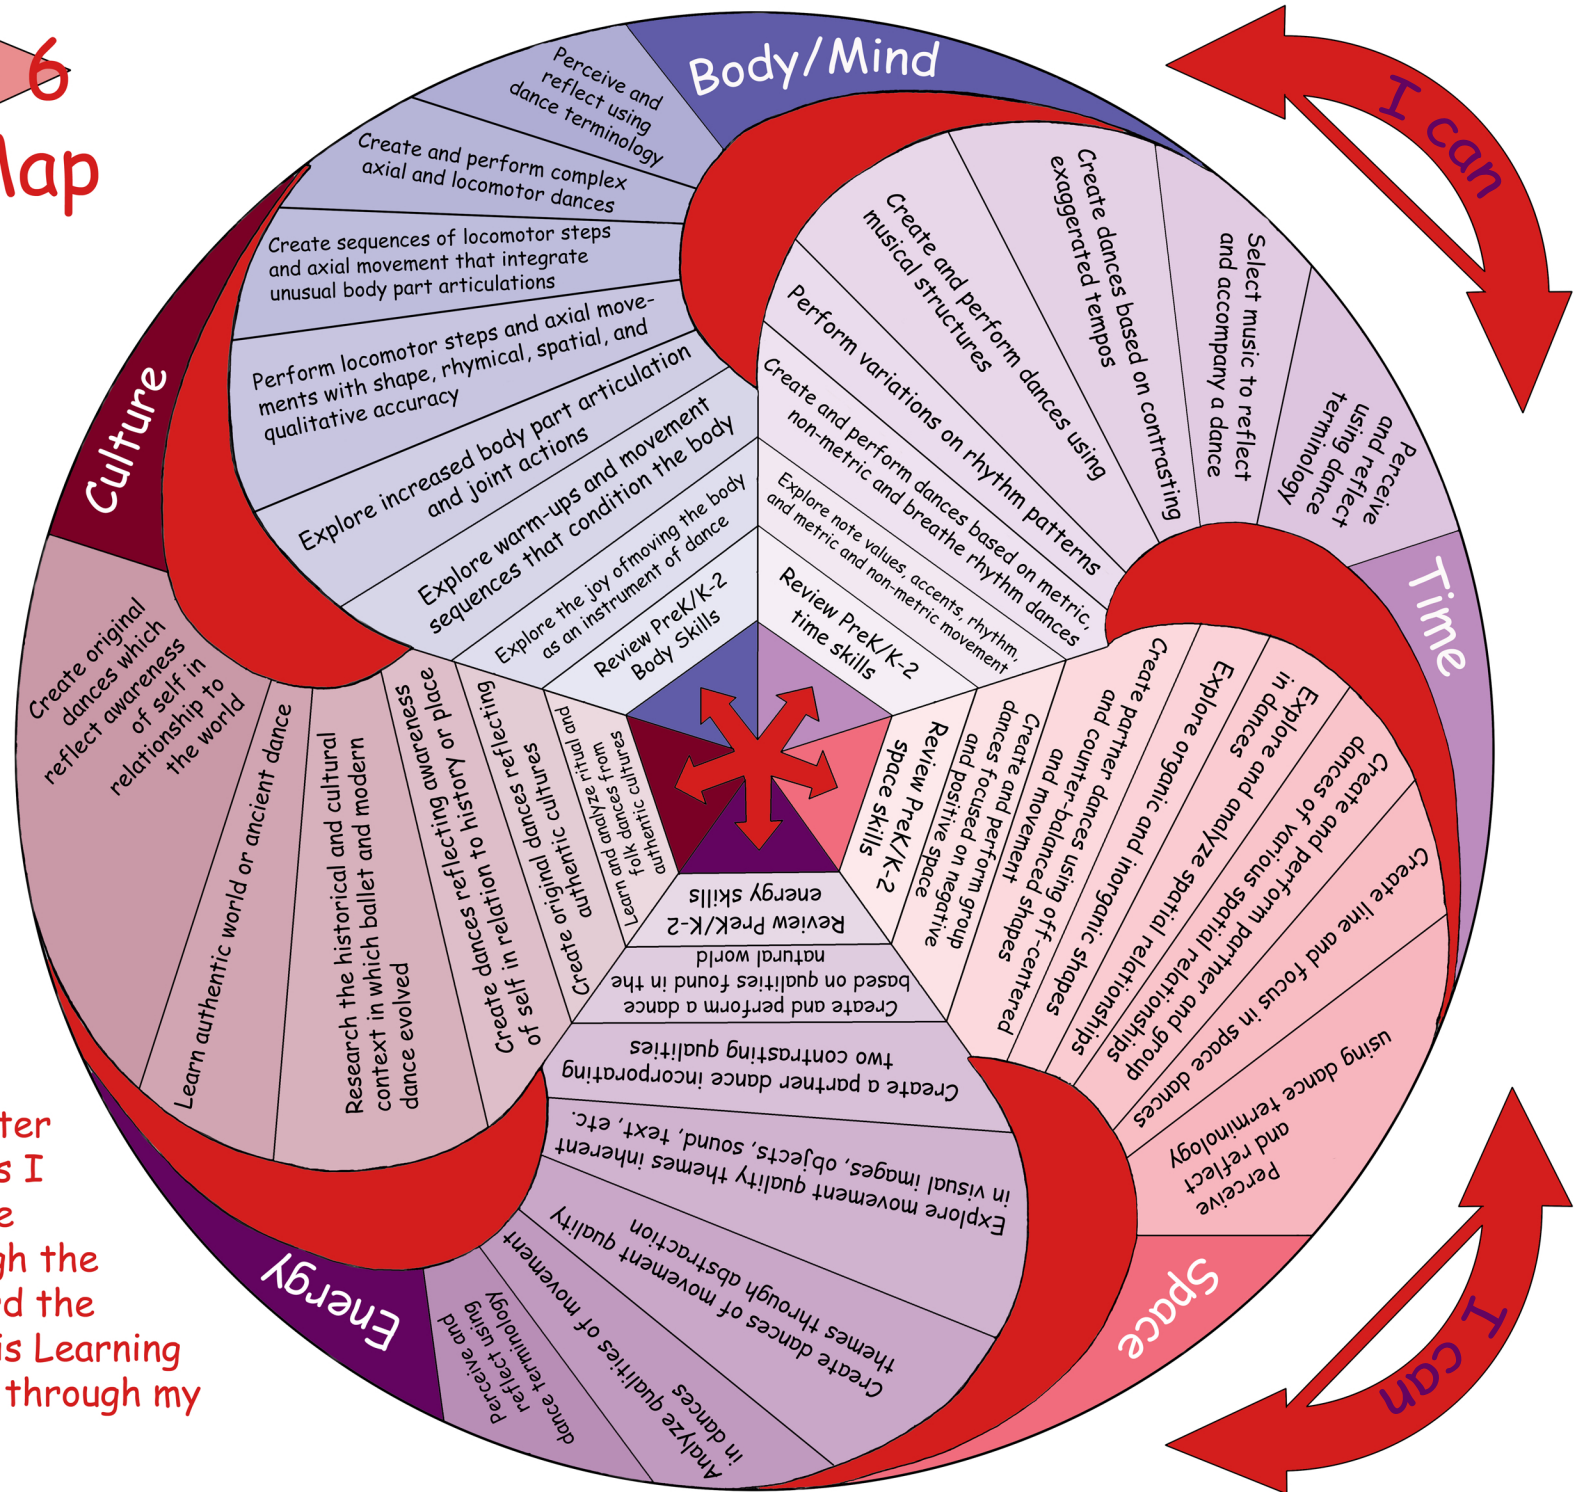 6
Map
Body/Mind
Perceive and
reflect using
dance terminology
Create and perform complex
axial and locomotor dances
Create sequences of locomotor steps
and axial movement that integrate
unusual body part articulations
Perform locomotor steps and axial move-
ments with shape, rhymical, spatial, and
qualitative accuracy
Explore increased body part articulation
and joint actions
Explore warm-ups and movement
sequences that condition the body
Explore the joy ofmoving the body
as an instrument of dance
Review PreK/K-2
Body Skills
Time
Perceive
and reflect
using dance
terminology
Select music to reflect
and accompany a dance
Create dances based on contrasting
exaggerated tempos
Create and perform dances using
musical structures
Perform variations on rhythm patterns
Create and perform dances based on metric,
non-metric and breathe rhythm dances
Explore note values, accents, rhythm,
and metric and non-metric movement
Review PreK/K-2
time skills
Space
Perceive
and reflect
using dance terminology
Create line and focus in space dances
Create and perform partner and group
dances of various spatial relationships
Explore and analyze spatial relationships
in dances
Explore organic and inorganic shapes
Create partner dances using off-centered
and counter-balanced shapes
and movement
Create and perform group
dances focused on negative
and positive space
Review PreK/K-2
space skills
Energy
Perceive and
reflect using
dance terminology
Analyze qualities of movement
in dances
Create dances of movement quality
themes through abstraction
Explore movement quality themes inherent
in visual images, objects, sound, text, etc.
Create a partner dance incorporating
two contrasting qualities
Create and perform a dance
based on qualities found in the
natural world
Review PreK/K-2
energy skills
Culture
Create original
dances which
reflect awareness
of self in
relationship to
the world
Learn authentic world or ancient dance
Research the historical and cultural
context in which ballet and modern
dance evolved
Create dances reflecting awareness
of self in relation to history or place
Create original dances reflecting
authentic cultures
Learn and analyze ritual and
folk dances from
authentic cultures
I can
I can
ter
s I
e
gh the
rd the
is Learning
through my